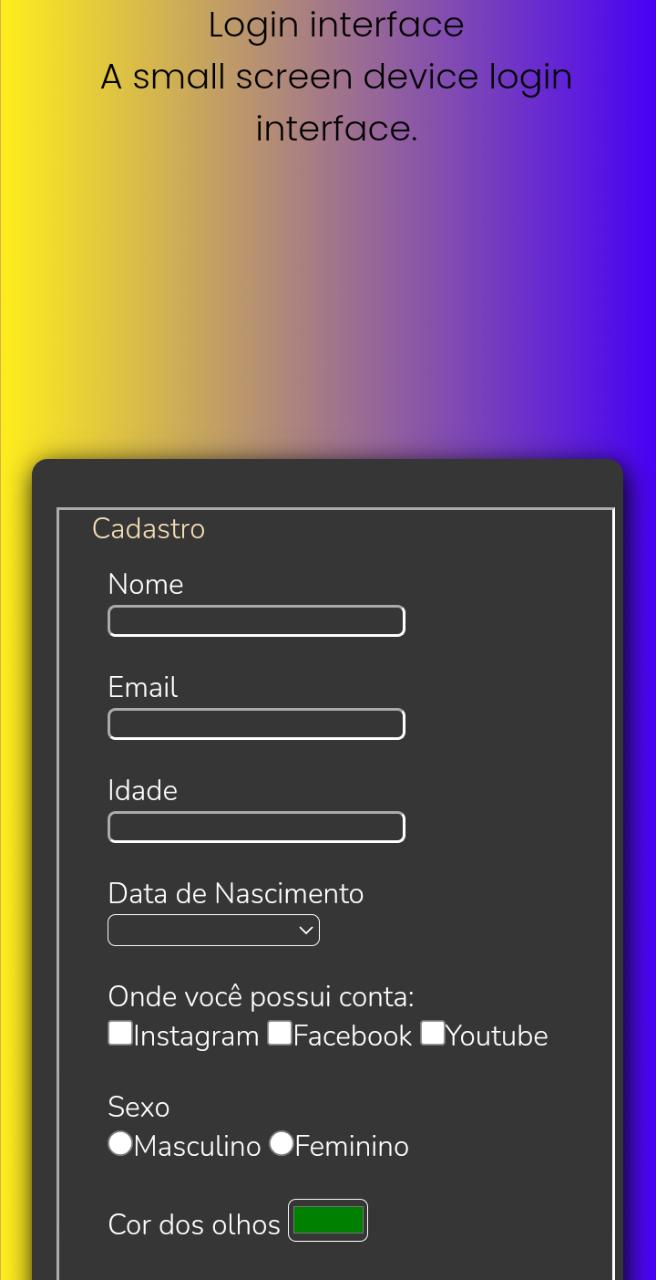 Login interface
A small screen device login
interface.
Cadastro
Nome
Email
Idade
Data de Nascimento
Onde você possui conta:
Instagram Facebook Youtube
Sexo
Masculino Feminino
Cor dos olhos